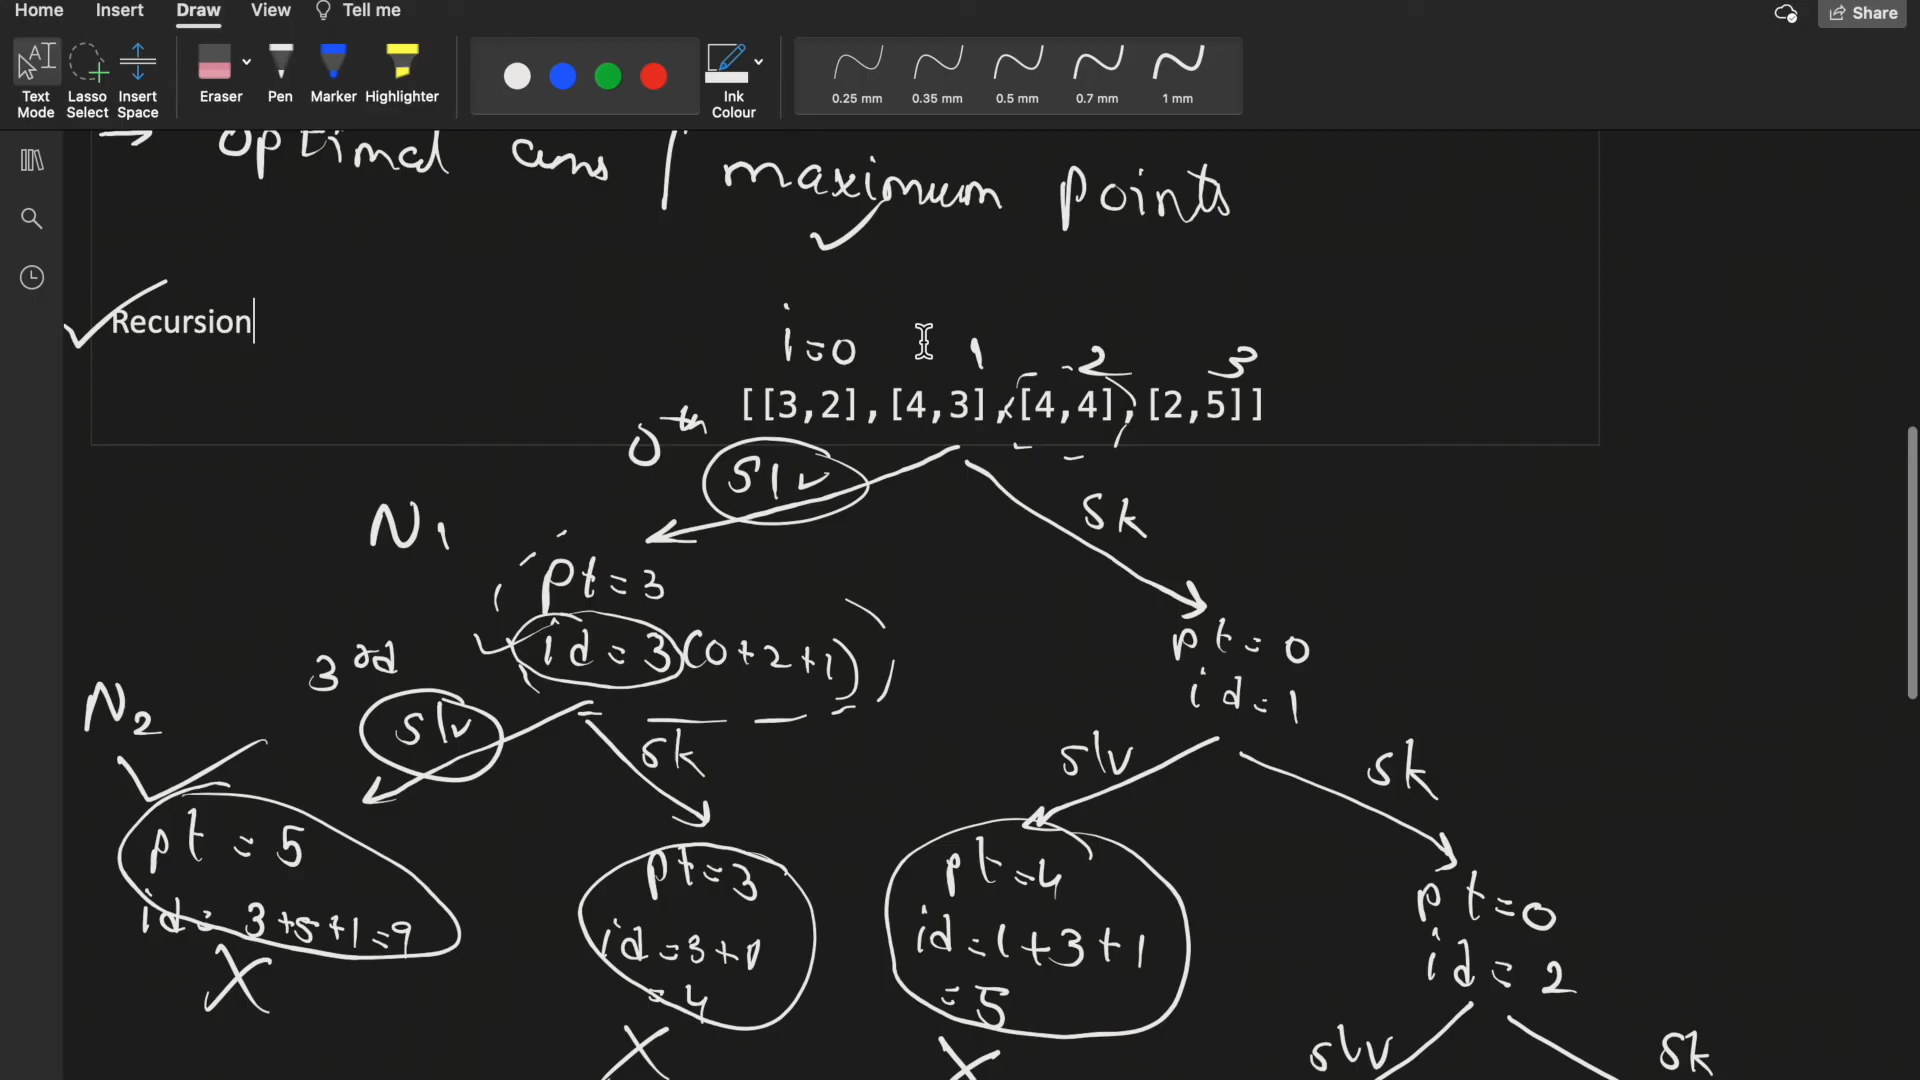 Home Insert Draw View Tell me Share
Text Mode Lasso Select Insert Space Eraser Pen Marker Highlighter Ink Colour 0.25 mm 0.35 mm 0.5 mm 0.7 mm 1 mm
→ optimal ans / maximum points
Recursion
i=0 1 2 3
[[3,2],[4,3],[4,4],[2,5]]
0th slv sk
N1
pt=3
id=3(0+2+1)
pt=0
id=1
3rd slv sk
slv sk
N2
pt=5
id=3+5+1=9
X
pt=3
id=3+1
=4
X
pt=4
id=1+3+1
=5
X
pt=0
id=2
slv sk